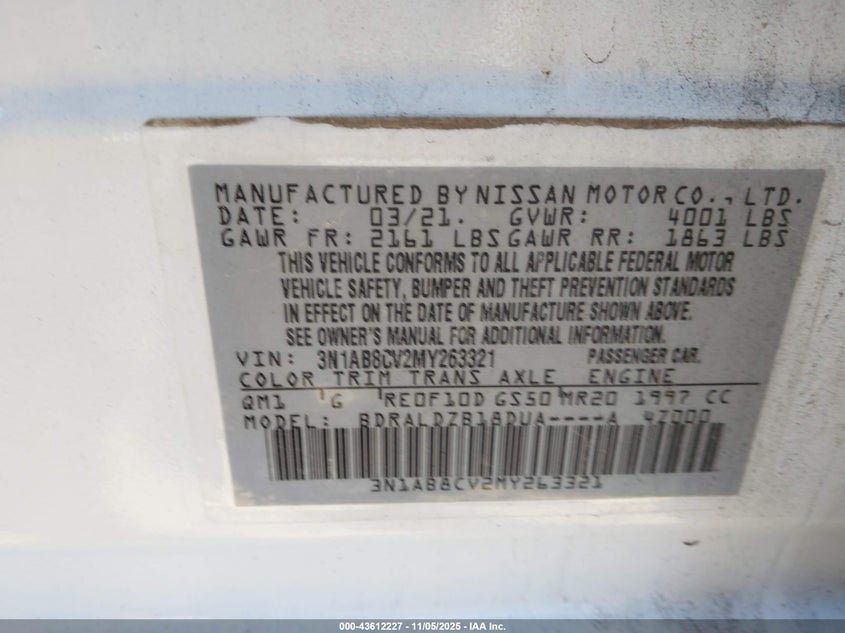 MANUFACTURED BY NISSAN MOTOR CO., LTD.
DATE: 03/21. GVWR: 4001 LBS
GAWR FR: 2161 LBS GAWR RR: 1863 LBS
THIS VEHICLE CONFORMS TO ALL APPLICABLE FEDERAL MOTOR
VEHICLE SAFETY, BUMPER AND THEFT PREVENTION STANDARDS
IN EFFECT ON THE DATE OF MANUFACTURE SHOWN ABOVE.
SEE OWNER'S MANUAL FOR ADDITIONAL INFORMATION.
VIN: 3N1AB8CV2MY263321 PASSENGER CAR.
COLOR TRIM TRANS AXLE ENGINE
QM1 G RE0F10D GS50 MR20 1997 CC
MODEL: BDRALDZB18DUA----A 4Z000
3N1AB8CV2MY263321
000-43612227 - 11/05/2025 - IAA Inc.